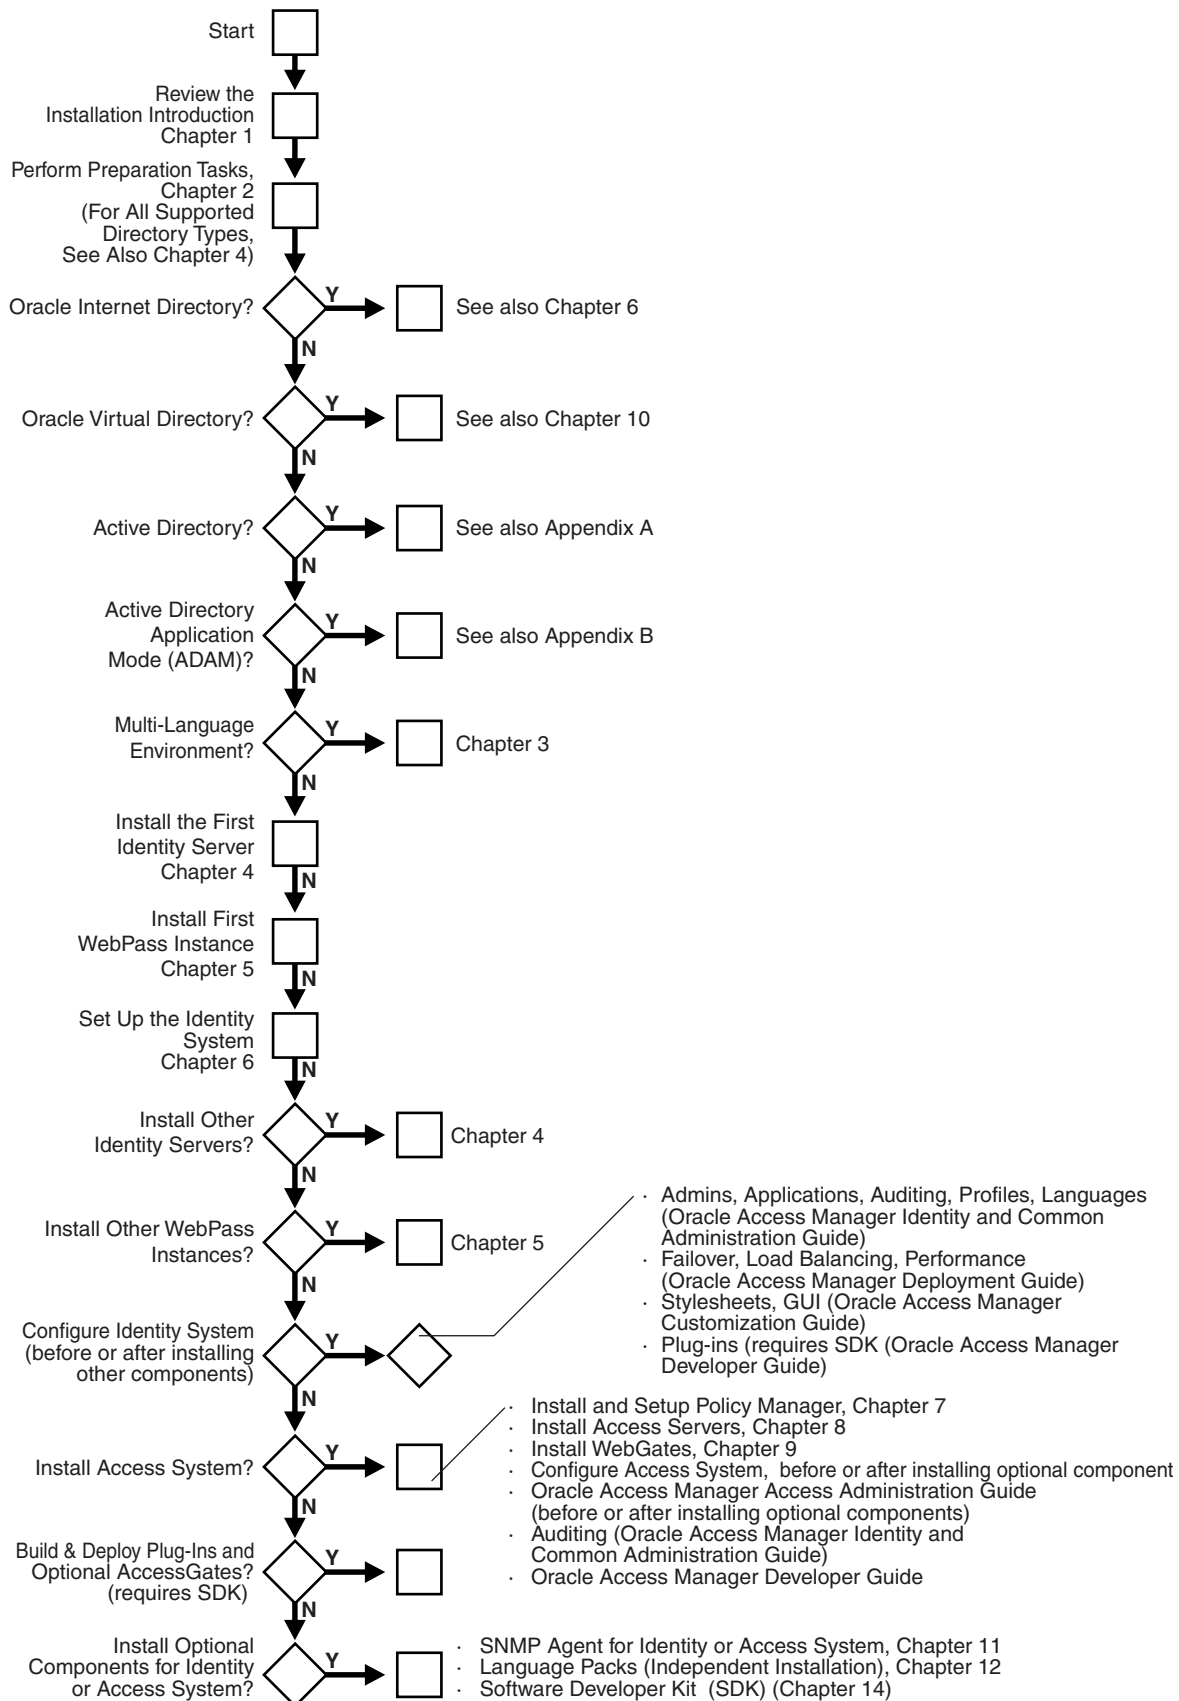 Start
Review the
Installation Introduction
Chapter 1
Perform Preparation Tasks,
Chapter 2
(For All Supported
Directory Types,
See Also Chapter 4)
Oracle Internet Directory?
Y
See also Chapter 6
N
Oracle Virtual Directory?
Y
See also Chapter 10
N
Active Directory?
Y
See also Appendix A
N
Active Directory
Application
Mode (ADAM)?
Y
See also Appendix B
N
Multi-Language
Environment?
Y
Chapter 3
N
Install the First
Identity Server
Chapter 4
N
Install First
WebPass Instance
Chapter 5
N
Set Up the Identity
System
Chapter 6
N
Install Other
Identity Servers?
Y
Chapter 4
N
Install Other WebPass
Instances?
Y
Chapter 5
N
Configure Identity System
(before or after installing
other components)
Y
· Admins, Applications, Auditing, Profiles, Languages
(Oracle Access Manager Identity and Common
Administration Guide)
· Failover, Load Balancing, Performance
(Oracle Access Manager Deployment Guide)
· Stylesheets, GUI (Oracle Access Manager
Customization Guide)
· Plug-ins (requires SDK (Oracle Access Manager
Developer Guide)
N
Install Access System?
Y
· Install and Setup Policy Manager, Chapter 7
· Install Access Servers, Chapter 8
· Install WebGates, Chapter 9
· Configure Access System, before or after installing optional component
· Oracle Access Manager Access Administration Guide
(before or after installing optional components)
· Auditing (Oracle Access Manager Identity and
Common Administration Guide)
· Oracle Access Manager Developer Guide
N
Build & Deploy Plug-Ins and
Optional AccessGates?
(requires SDK)
Y
N
Install Optional
Components for Identity
or Access System?
Y
· SNMP Agent for Identity or Access System, Chapter 11
· Language Packs (Independent Installation), Chapter 12
· Software Developer Kit (SDK) (Chapter 14)